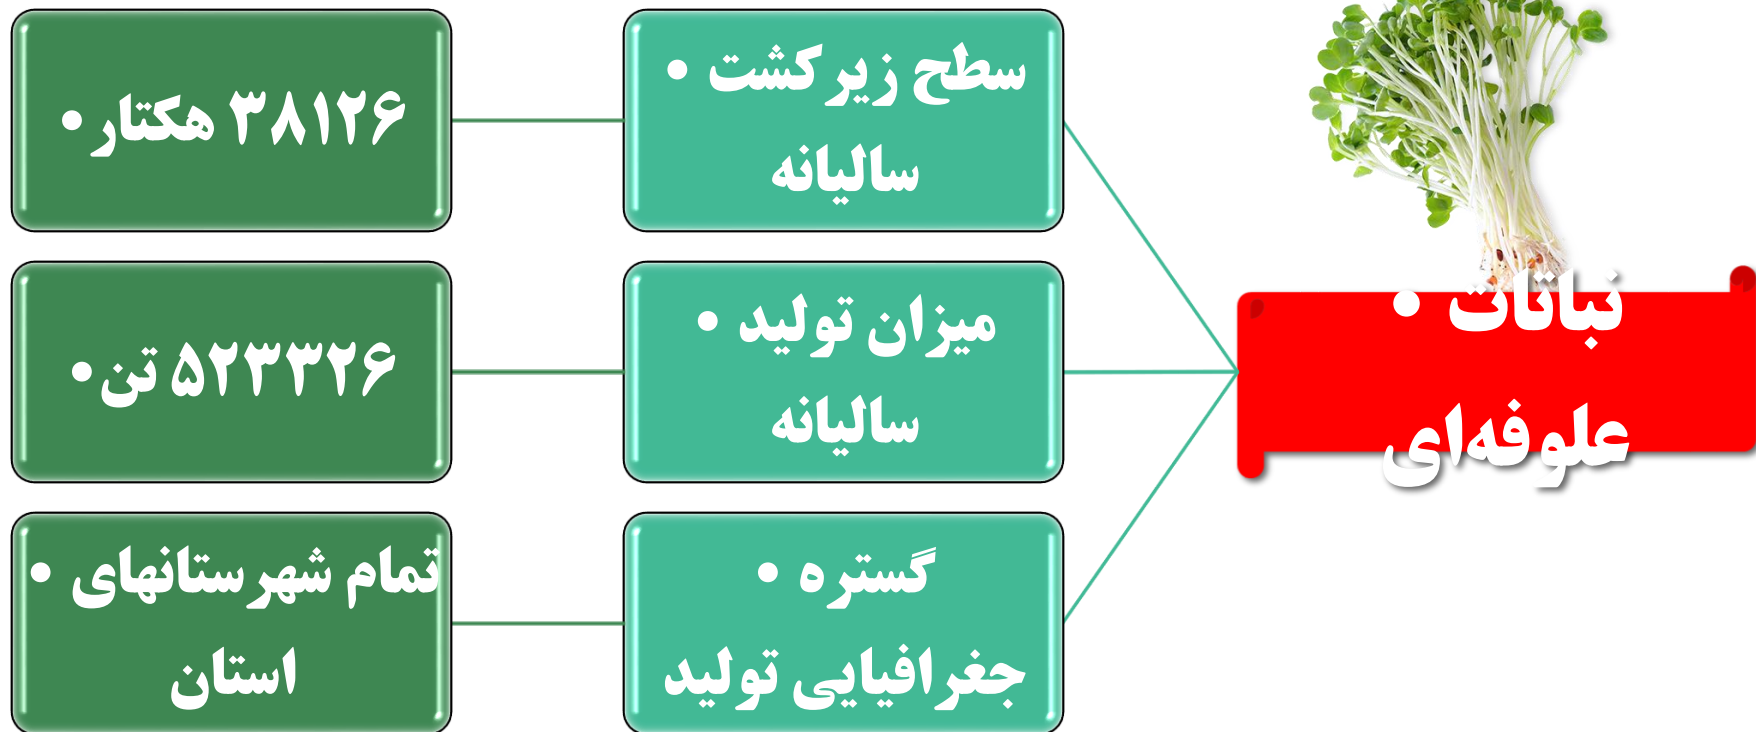 نباتات •
علوفه‌ای
سطح زیرکشت •
سالیانه
۳۸۱۲۶ هکتار •
میزان تولید •
سالیانه
۵۲۳۳۲۶ تن •
گستره •
جغرافیایی تولید
تمام شهرستانهای •
استان